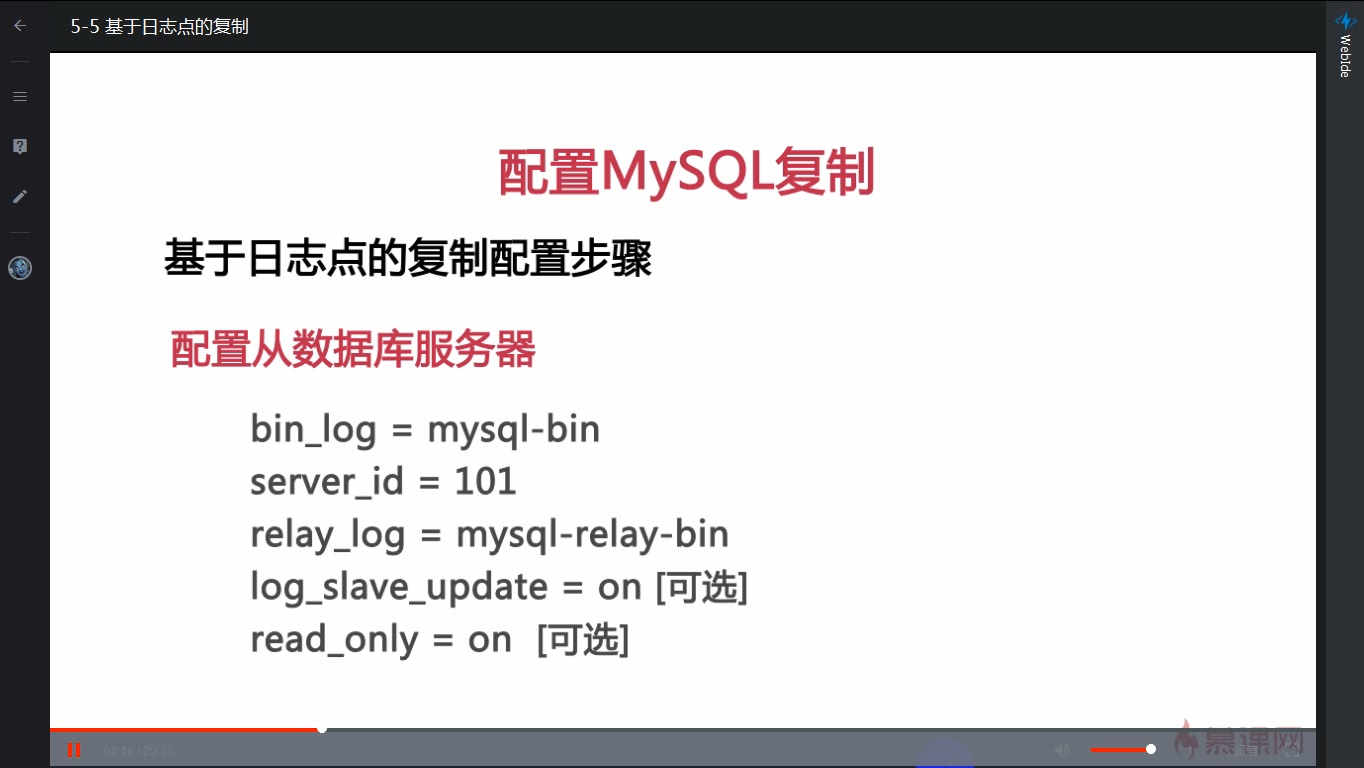 5-5 基于日志点的复制
WebIde
配置MySQL复制
基于日志点的复制配置步骤
配置从数据库服务器
bin_log = mysql-bin
server_id = 101
relay_log = mysql-relay-bin
log_slave_update = on [可选]
read_only = on [可选]
04:18 / 20:05
慕课网